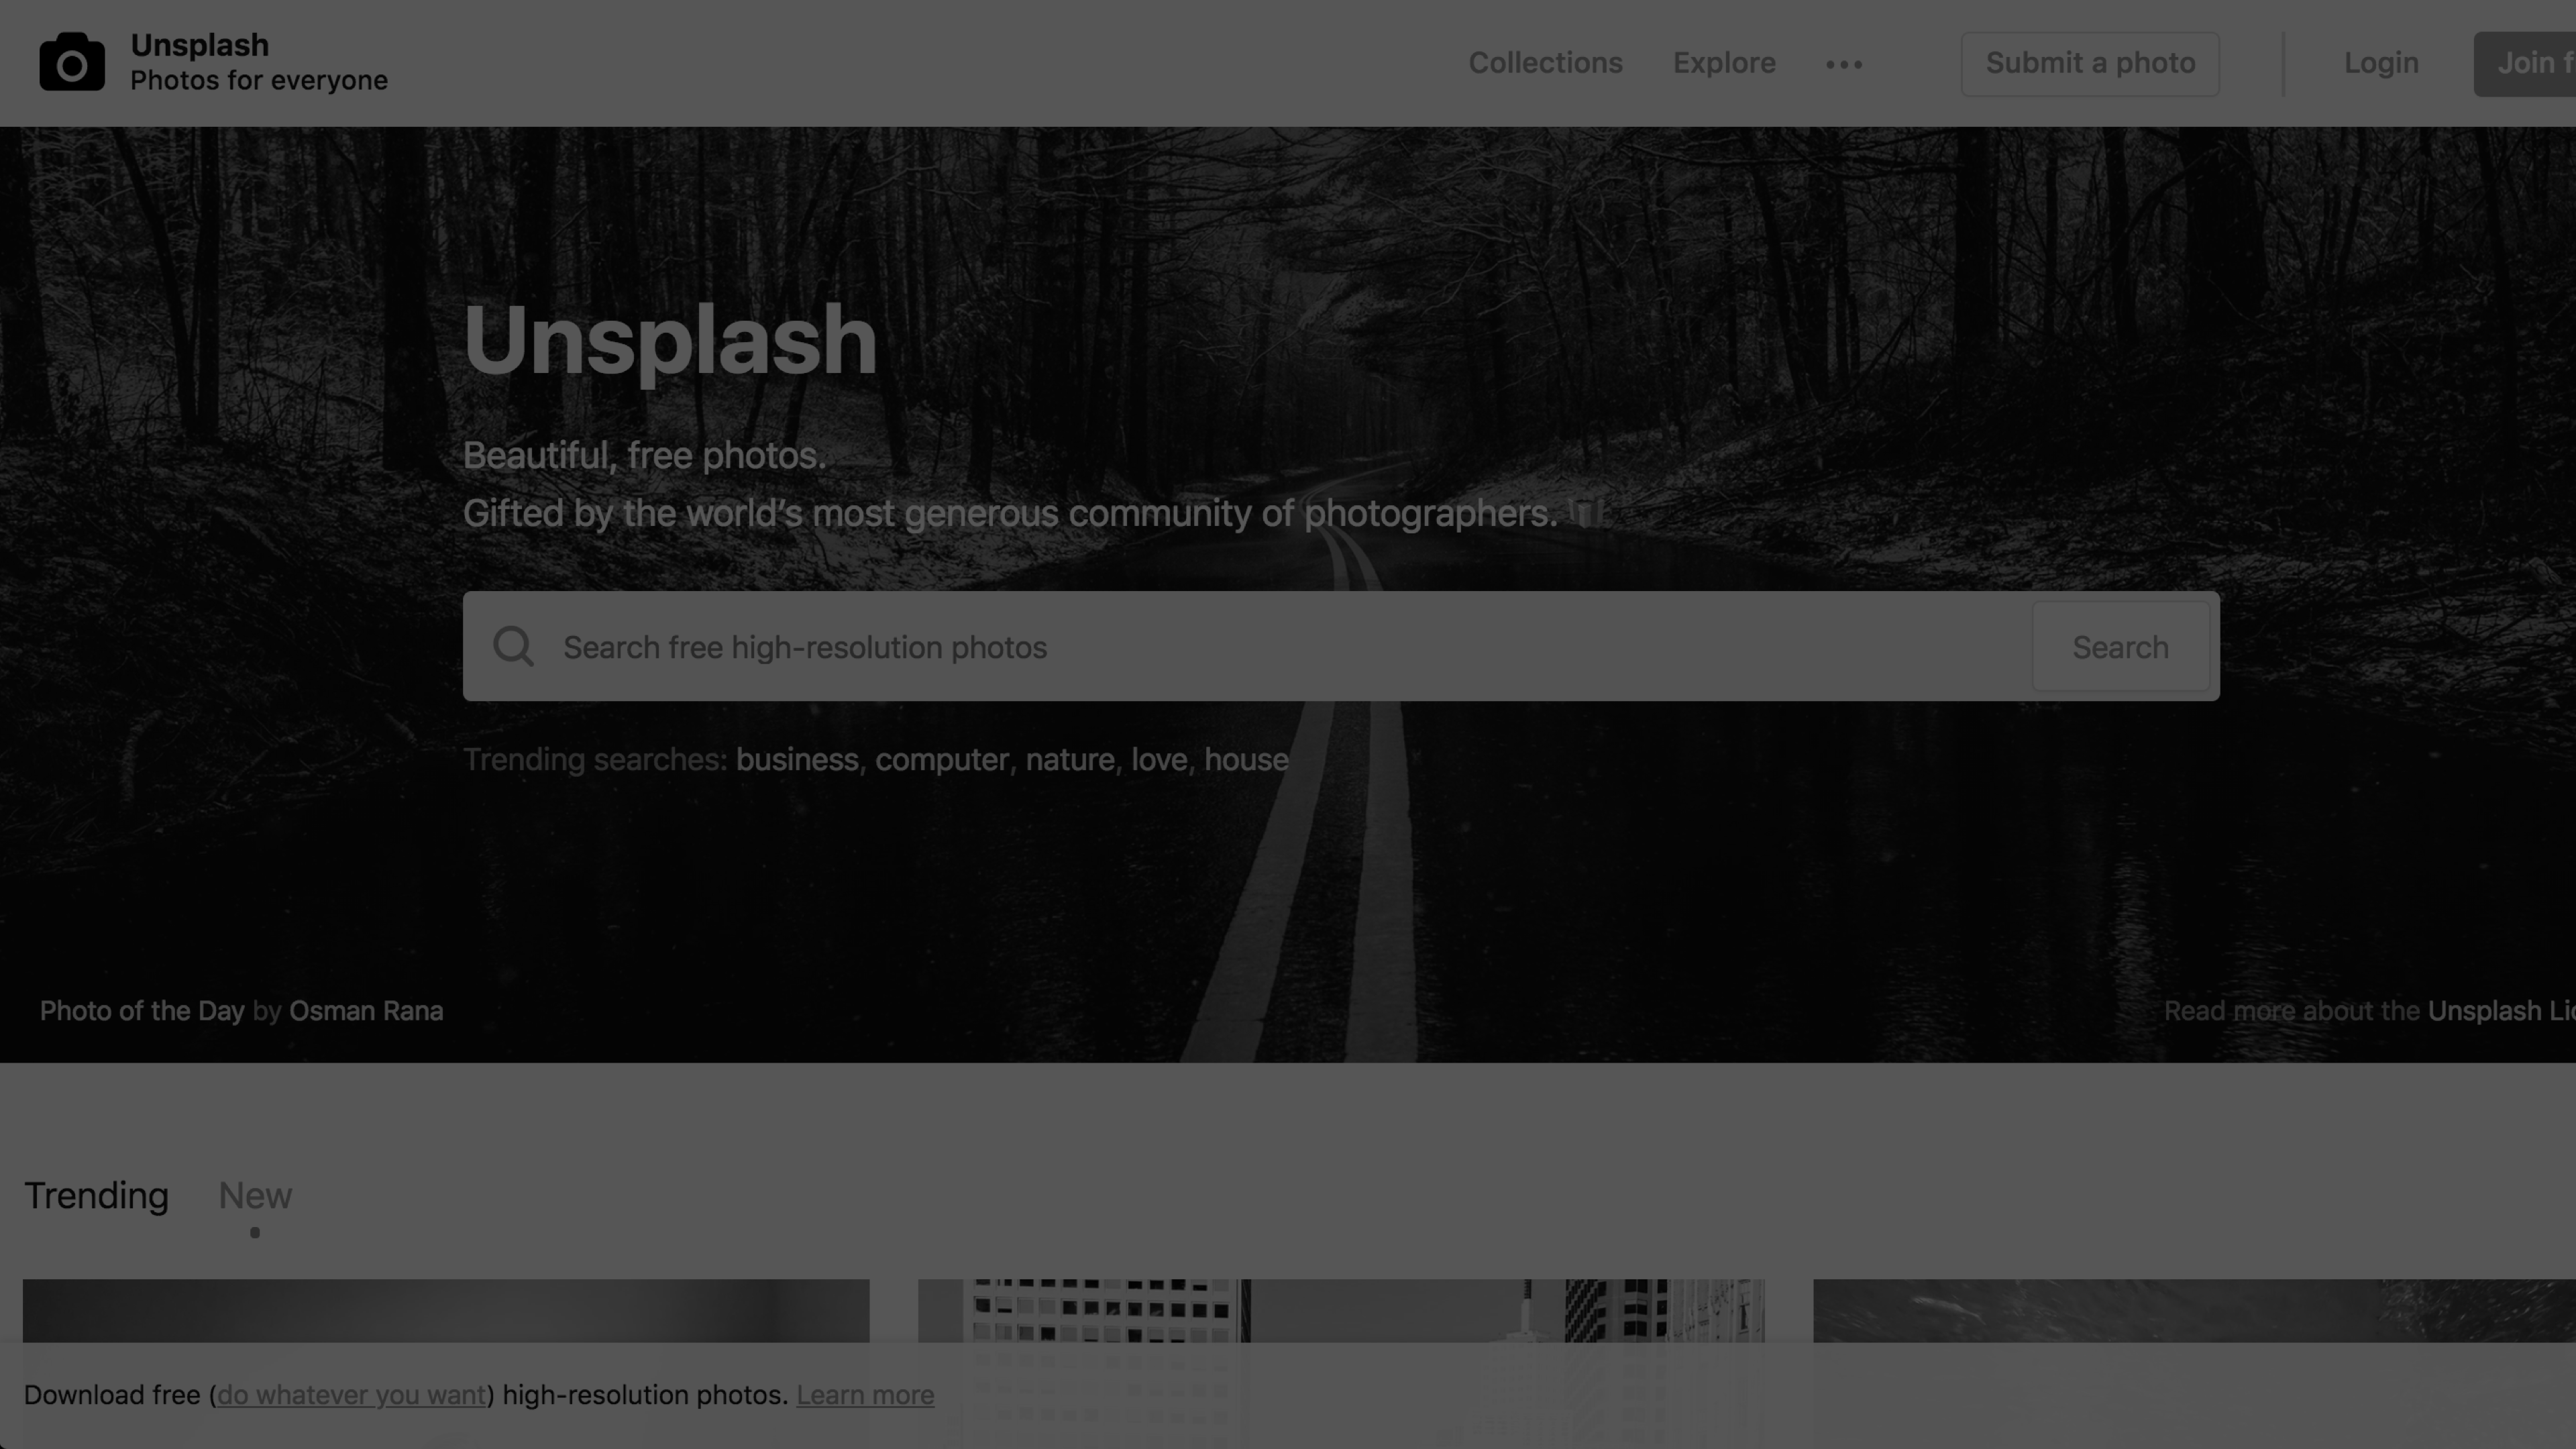 Unsplash
Photos for everyone
Collections
Explore
Submit a photo
Login
Join f
Unsplash
Beautiful, free photos.
Gifted by the world’s most generous community of photographers.
Search free high-resolution photos
Search
Trending searches: business, computer, nature, love, house
Photo of the Day by Osman Rana
Read more about the Unsplash Lic
Trending
New
Download free (do whatever you want) high-resolution photos. Learn more